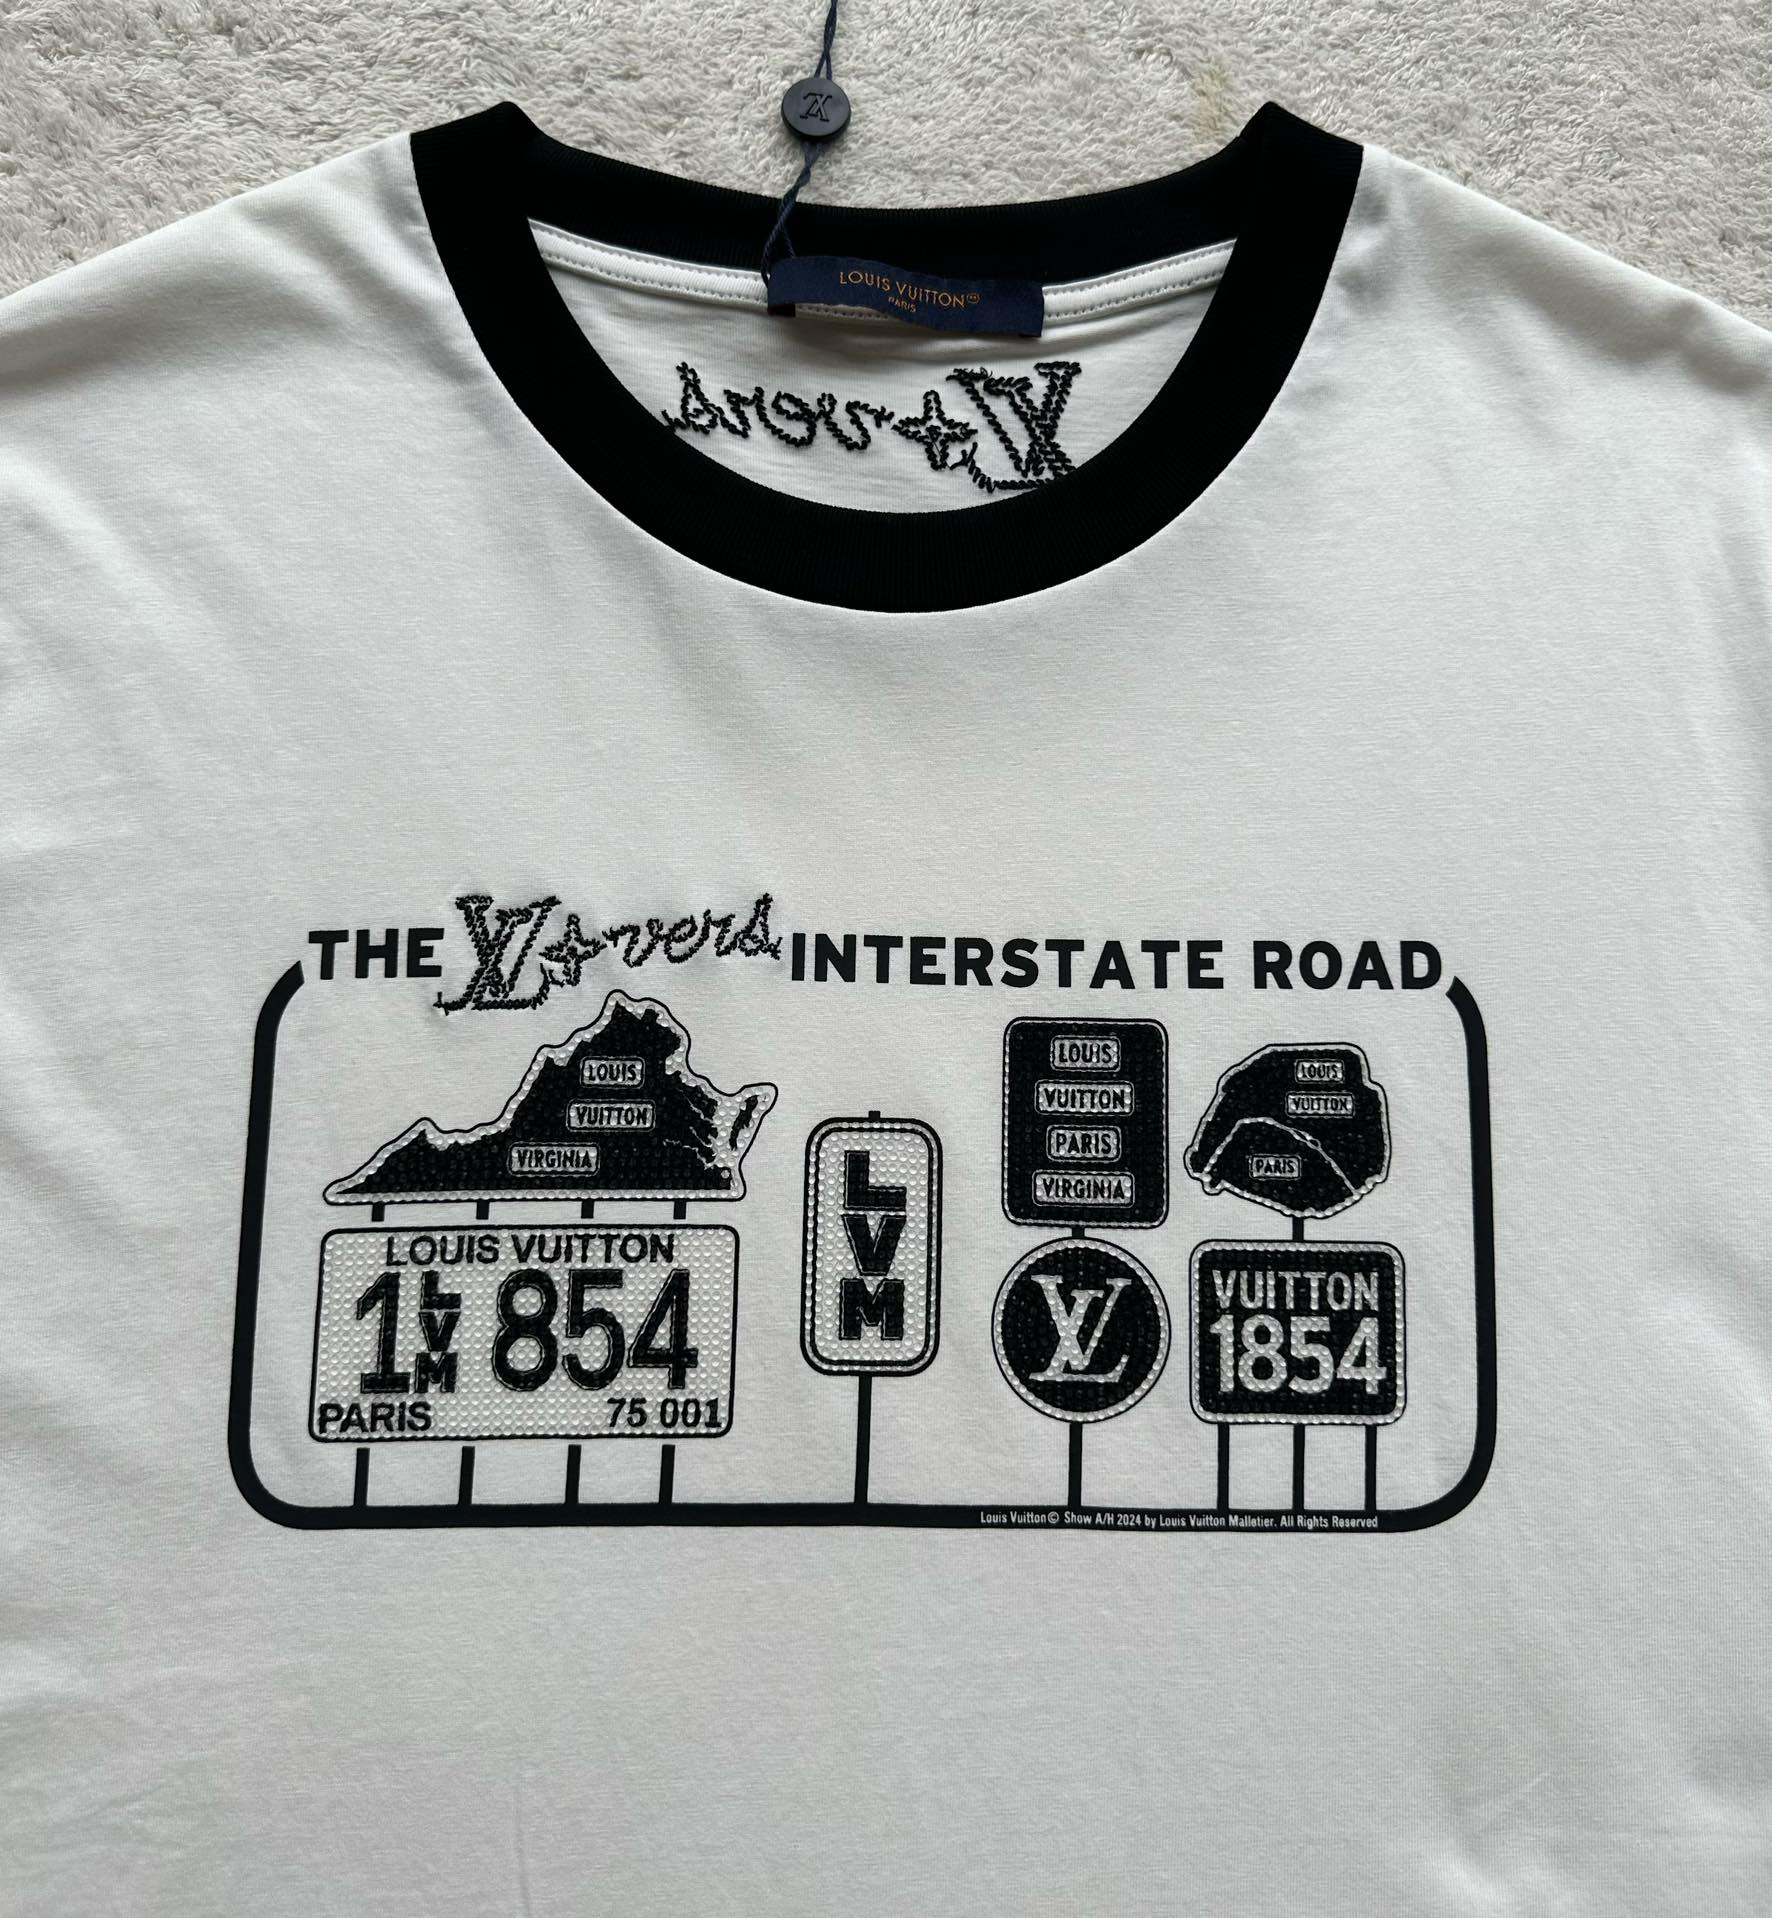 LOUIS VUITTON
PARIS
LVovers
THE LVovers INTERSTATE ROAD
LOUIS
VUITTON
VIRGINIA
LOUIS VUITTON
1 LVM 854
PARIS 75 001
LVM
LOUIS
VUITTON
PARIS
VIRGINIA
LV
LOUIS
VUITTON
PARIS
VUITTON
1854
Louis Vuitton© Show A/H 2024 by Louis Vuitton Malletier. All Rights Reserved